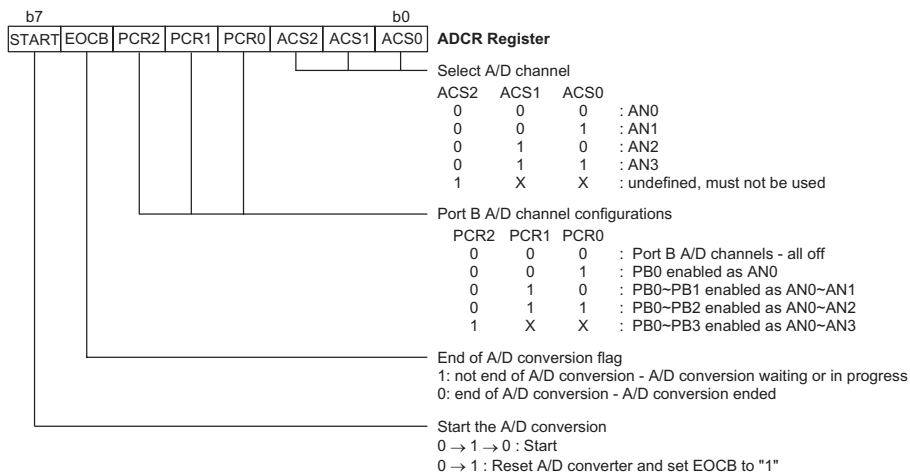 b7 b0
START EOCB PCR2 PCR1 PCR0 ACS2 ACS1 ACS0 ADCR Register
Select A/D channel
ACS2 ACS1 ACS0
0 0 0 : AN0
0 0 1 : AN1
0 1 0 : AN2
0 1 1 : AN3
1 X X : undefined, must not be used
Port B A/D channel configurations
PCR2 PCR1 PCR0
0 0 0 : Port B A/D channels - all off
0 0 1 : PB0 enabled as AN0
0 1 0 : PB0~PB1 enabled as AN0~AN1
0 1 1 : PB0~PB2 enabled as AN0~AN2
1 X X : PB0~PB3 enabled as AN0~AN3
End of A/D conversion flag
1: not end of A/D conversion - A/D conversion waiting or in progress
0: end of A/D conversion - A/D conversion ended
Start the A/D conversion
0 → 1 → 0 : Start
0 → 1 : Reset A/D converter and set EOCB to "1"